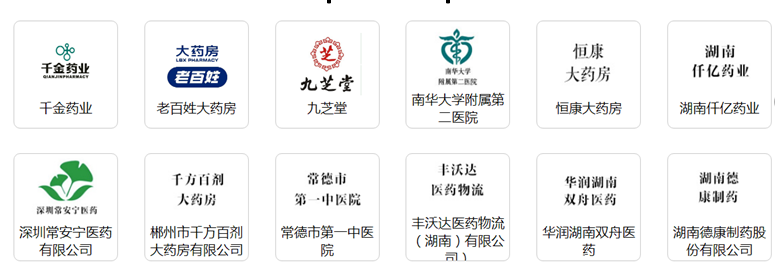 千金药业
QIANJINPHARMACY
千金药业
大药房
LBX PHARMACY
老百姓
老百姓大药房
九芝堂
九芝堂
南华大学
附属第二医院
南华大学附属第
二医院
恒康
大药房
恒康大药房
湖南
仟亿药业
湖南仟亿药业
深圳常安宁医药
深圳常安宁医药
有限公司
千方百剂
大药房
郴州市千方百剂
大药房有限公司
常德市
第一中医院
常德市第一中医
院
丰沃达
医药物流
丰沃达医药物流
（湖南）有限公
司）
华润湖南
双舟医药
华润湖南双舟医
药
湖南德
康制药
湖南德康制药股
份有限公司